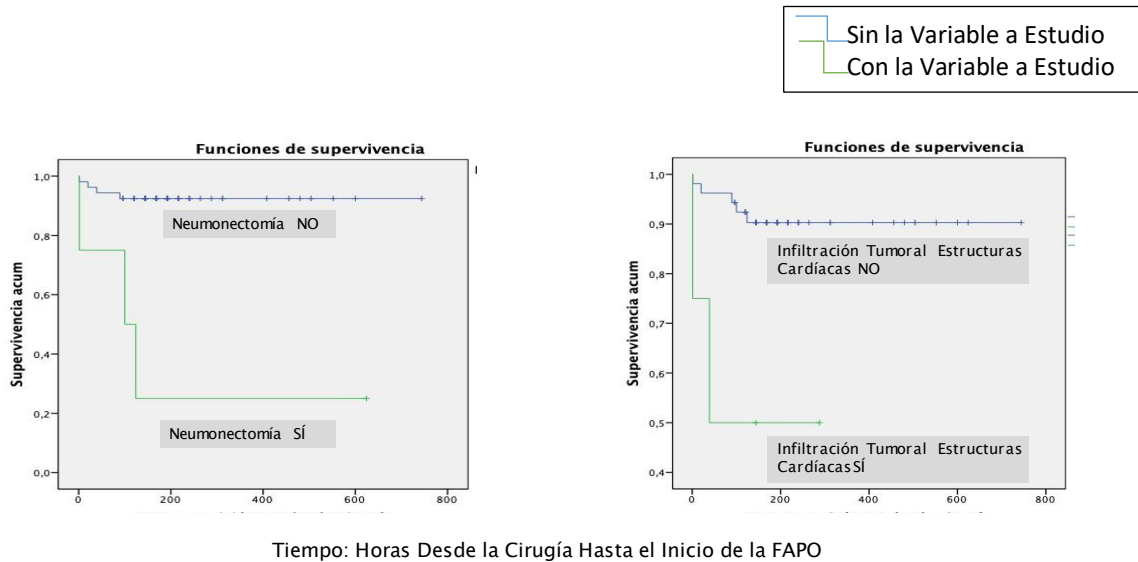 Sin la Variable a Estudio
Con la Variable a Estudio
Funciones de supervivencia
Supervivencia acum
1,0
0,8
0,6
0,4
0,2
0,0
0
200
400
600
800
Neumonectomía NO
Neumonectomía SÍ
Funciones de supervivencia
Supervivencia acum
1,0
0,9
0,8
0,7
0,6
0,5
0,4
0
200
400
600
800
Infiltración Tumoral Estructuras
Cardíacas NO
Infiltración Tumoral Estructuras
CardíacasSÍ
Tiempo: Horas Desde la Cirugía Hasta el Inicio de la FAPO